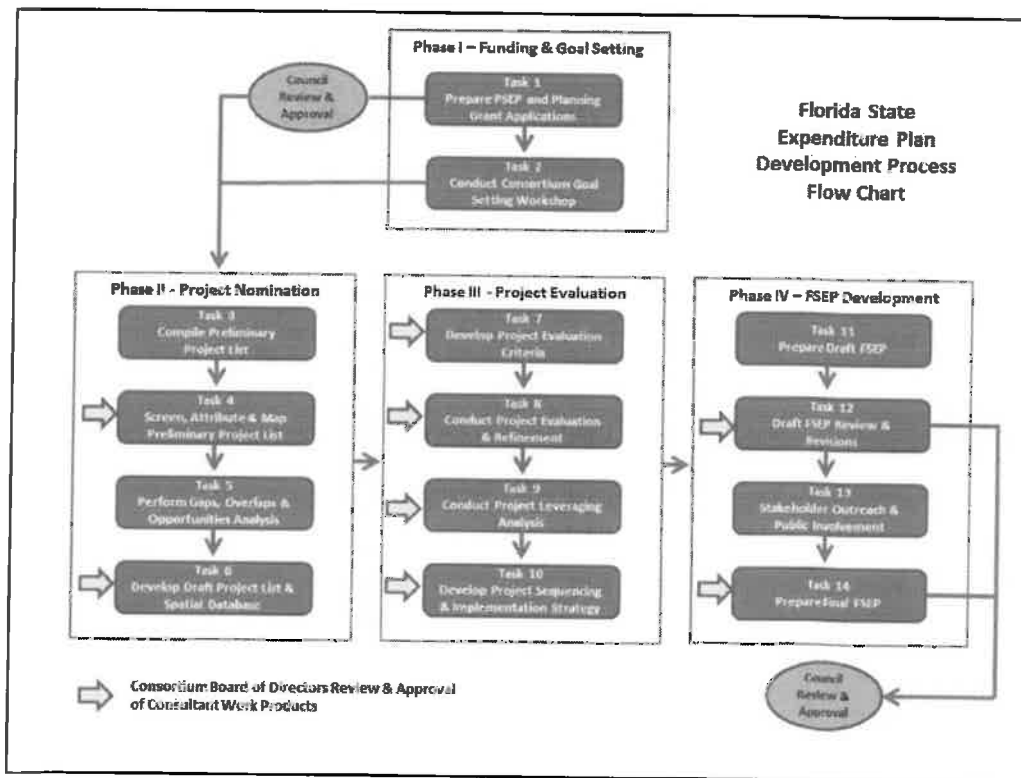 Phase I – Funding & Goal Setting
Council
Review &
Approval
Task 1
Prepare PSEP and Planning
Grant Applications
Task 2
Conduct Consortium Goal
Setting Workshop
Florida State
Expenditure Plan
Development Process
Flow Chart
Phase II - Project Nomination
Task 3
Compile Preliminary
Project List
Task 4
Screen, Attribute & Map
Preliminary Project List
Task 5
Perform Gaps, Overlaps &
Opportunities Analysis
Task 6
Develop Draft Project List &
Spatial Database
Phase III - Project Evaluation
Task 7
Develop Project Evaluation
Criteria
Task 8
Conduct Project Evaluation
& Refinement
Task 9
Conduct Project Leveraging
Analysis
Task 10
Develop Project Sequencing
& Implementation Strategy
Phase IV – FSEP Development
Task 11
Prepare Draft FSEP
Task 12
Draft FSEP Review &
Revisions
Task 13
Stakeholder Outreach &
Public Involvement
Task 14
Prepare Final FSEP
Consortium Board of Directors Review & Approval
of Consultant Work Products
Council
Review &
Approval